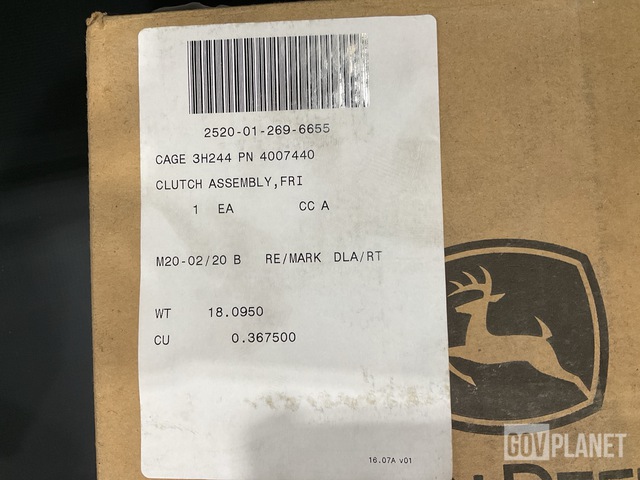 2520-01-269-6655
CAGE 3H244 PN 4007440
CLUTCH ASSEMBLY,FRI
1 EA CC A
M20-02/20 B RE/MARK DLA/RT
WT 18.0950
CU 0.367500
16.07A v01
GOVPLANET